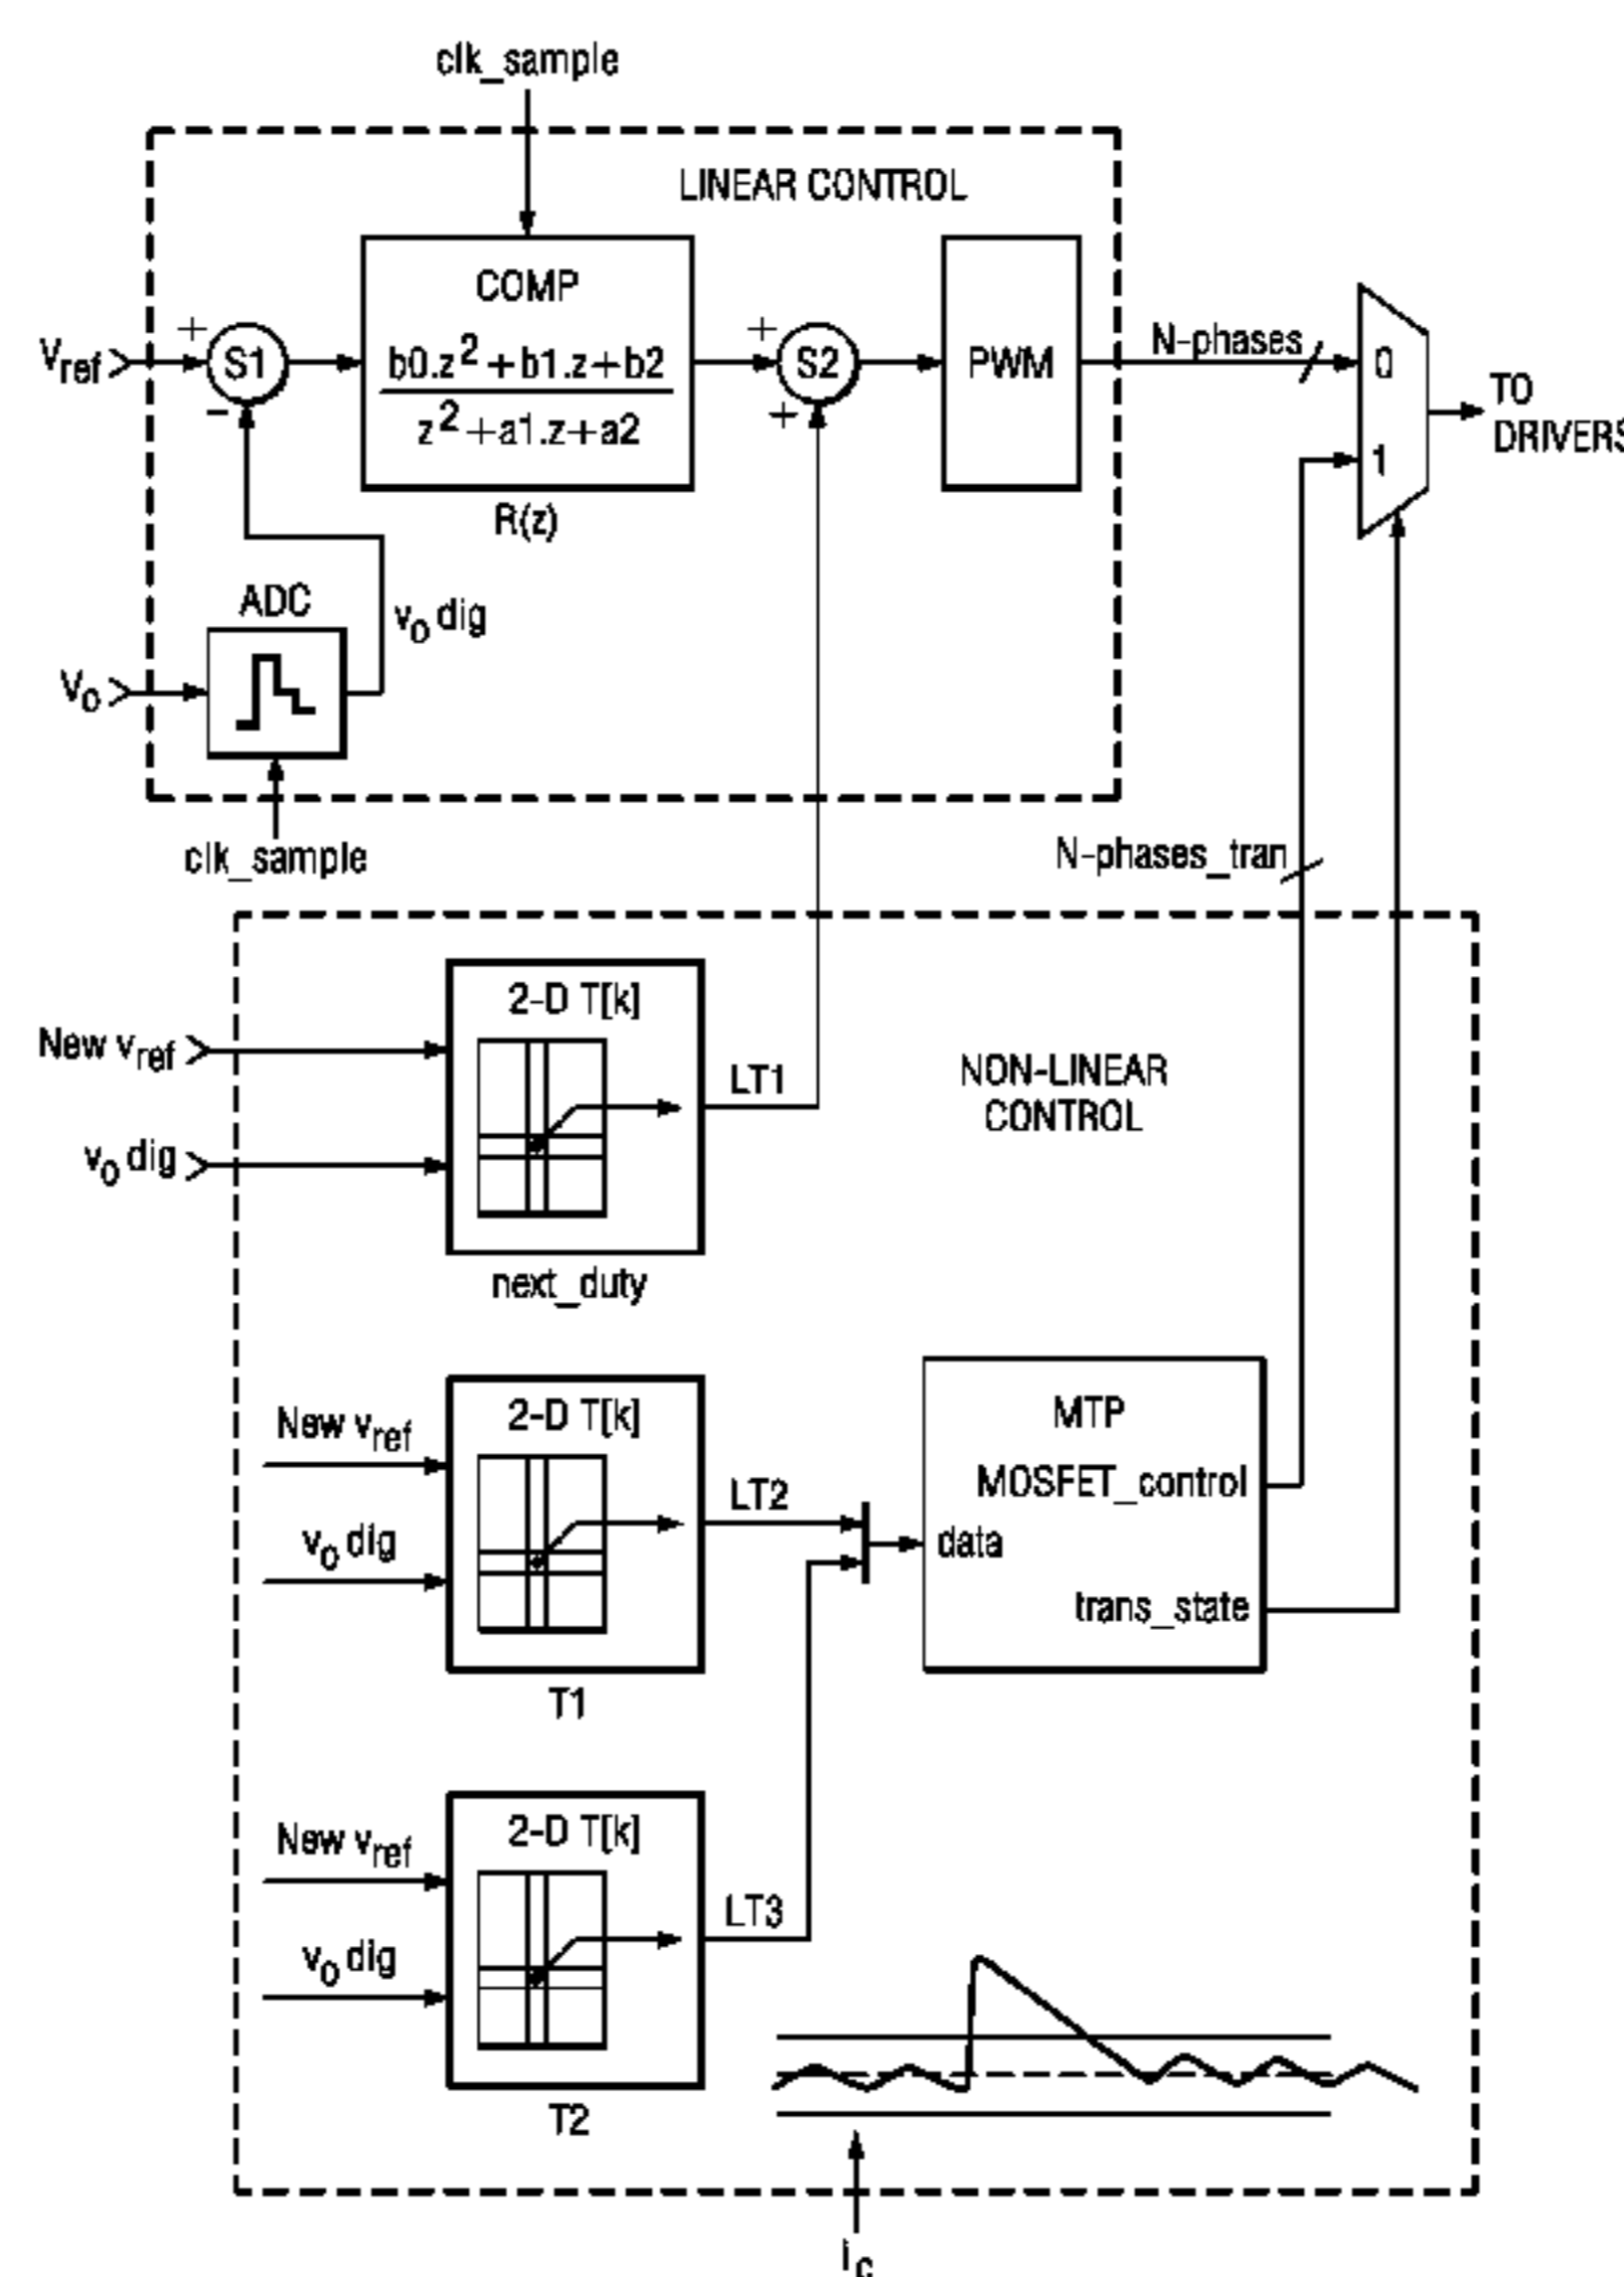 clk_sample
LINEAR CONTROL
COMP
b0.z2+b1.z+b2
z2+a1.z+a2
R(z)
Vref
+
S1
−
+
S2
+
PWM
N-phases
0
1
TO
DRIVERS
ADC
vo dig
Vo
clk_sample
N-phases_tran
2-D T[k]
New vref
vo dig
LT1
next_duty
NON-LINEAR
CONTROL
2-D T[k]
New vref
vo dig
LT2
T1
MTP
MOSFET_control
data
trans_state
2-D T[k]
New vref
vo dig
LT3
T2
ic